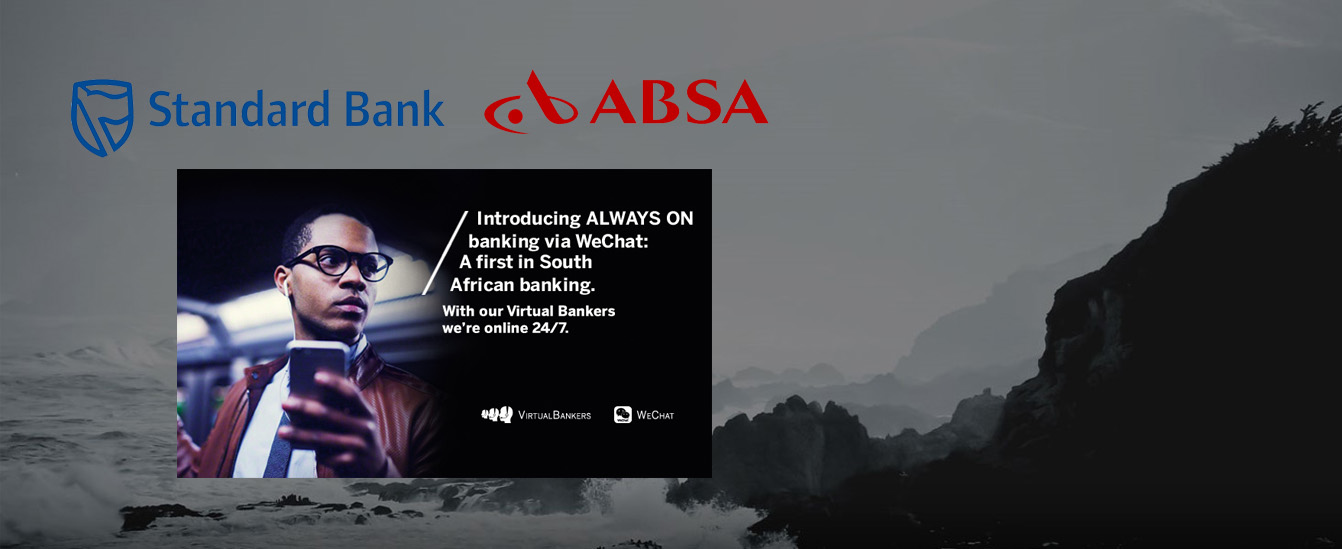 Standard Bank
ABSA
Introducing ALWAYS ON
banking via WeChat:
A first in South
African banking.
With our Virtual Bankers
we're online 24/7.
VIRTUALBANKERS
WECHAT